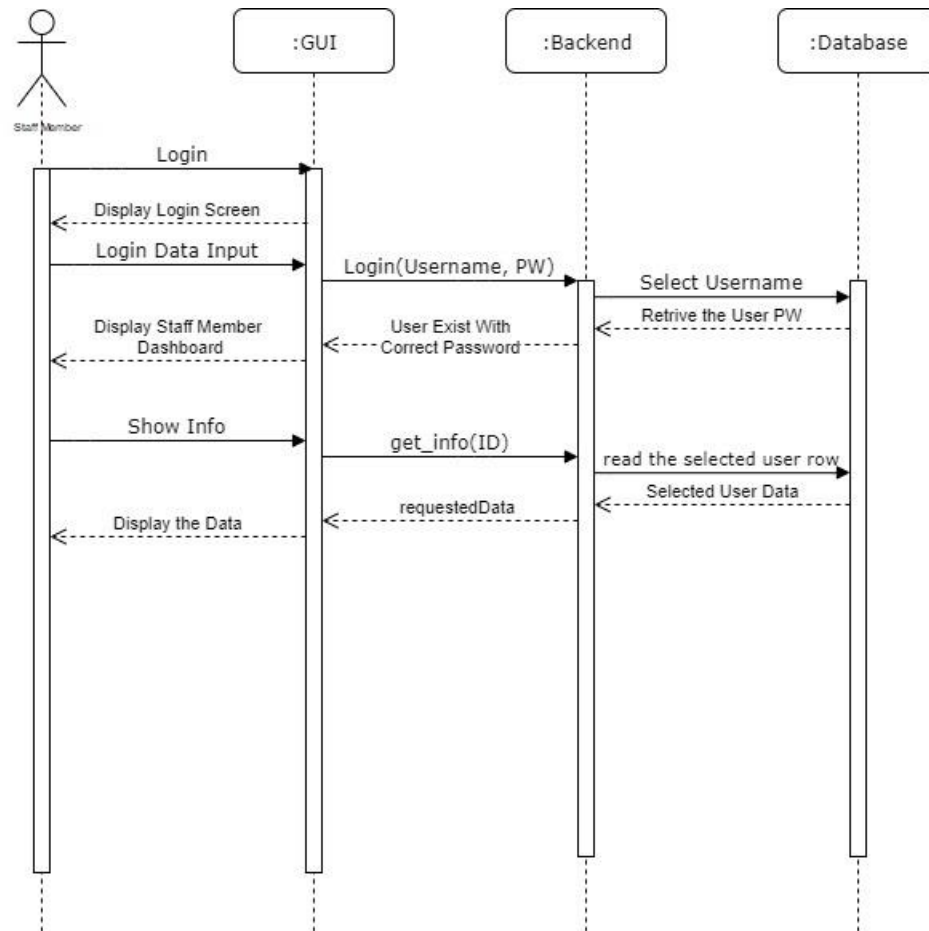 :GUI
:Backend
:Database
Staff Member
Login
Display Login Screen
Login Data Input
Login(Username, PW)
Select Username
Retrive the User PW
Display Staff Member
Dashboard
User Exist With
Correct Password
Show Info
get_info(ID)
read the selected user row
Selected User Data
requestedData
Display the Data